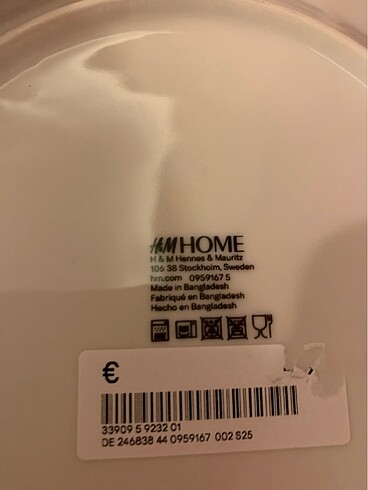 H&M HOME
H & M Hennes & Mauritz
106 38 Stockholm, Sweden
hm.com 0959167 5
Made in Bangladesh
Fabriqué en Bangladesh
Hecho en Bangladesh
€
33909 5 9232 01
DE 246838 44 0959167 002 S25